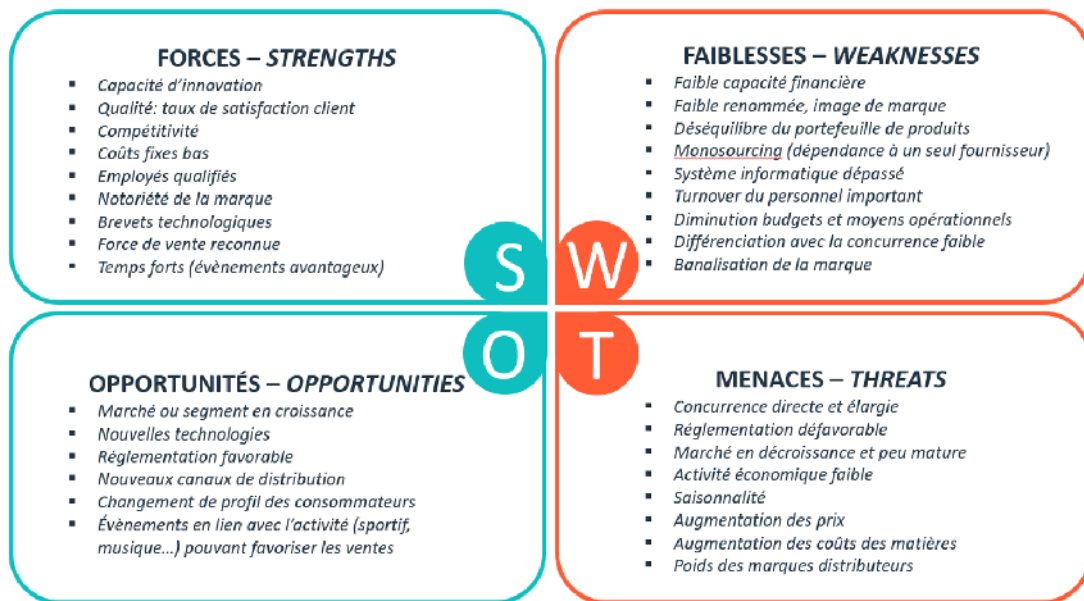 FORCES – STRENGTHS
▪ Capacité d'innovation
▪ Qualité: taux de satisfaction client
▪ Compétitivité
▪ Coûts fixes bas
▪ Employés qualifiés
▪ Notoriété de la marque
▪ Brevets technologiques
▪ Force de vente reconnue
▪ Temps forts (évènements avantageux)
S
FAIBLESSES – WEAKNESSES
▪ Faible capacité financière
▪ Faible renommée, image de marque
▪ Déséquilibre du portefeuille de produits
▪ Monosourcing (dépendance à un seul fournisseur)
▪ Système informatique dépassé
▪ Turnover du personnel important
▪ Diminution budgets et moyens opérationnels
▪ Différenciation avec la concurrence faible
▪ Banalisation de la marque
W
O
OPPORTUNITÉS – OPPORTUNITIES
▪ Marché ou segment en croissance
▪ Nouvelles technologies
▪ Réglementation favorable
▪ Nouveaux canaux de distribution
▪ Changement de profil des consommateurs
▪ Évènements en lien avec l'activité (sportif,
musique...) pouvant favoriser les ventes
T
MENACES – THREATS
▪ Concurrence directe et élargie
▪ Réglementation défavorable
▪ Marché en décroissance et peu mature
▪ Activité économique faible
▪ Saisonnalité
▪ Augmentation des prix
▪ Augmentation des coûts des matières
▪ Poids des marques distributeurs